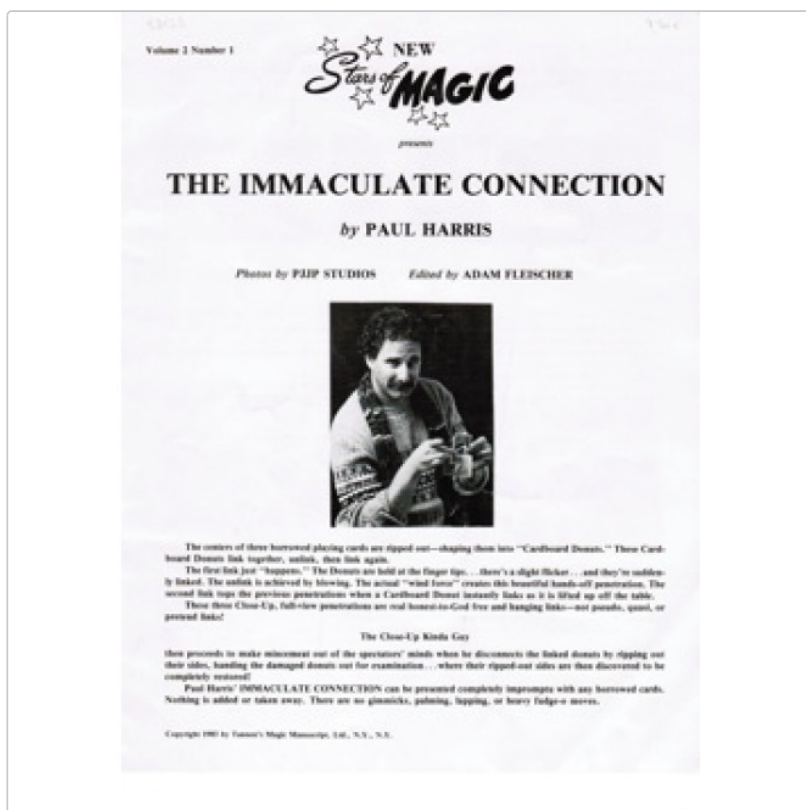 Volume 2 Number 1
NEW
Stars of MAGIC
presents
THE IMMACULATE CONNECTION
by PAUL HARRIS
Photos by PJJP STUDIOS Edited by ADAM FLEISCHER
The centers of three borrowed playing cards are ripped out—shaping them into "Cardboard Donuts." These Card-
board Donuts link together, unlink, then link again.
The first link just "happens." The Donuts are held at the finger tips...there's a slight flicker...and they're sudden-
ly linked. The unlink is achieved by blowing. The actual "wind force" creates this beautiful hands-off penetration. The
second link tops the previous penetrations when a Cardboard Donut instantly links as it is lifted up off the table.
These three Close-Up, full-view penetrations are real honest-to-God free and hanging links—not pseudo, quasi, or
pretend links!
The Close-Up Kinda Guy
then proceeds to make mincemeat out of the spectators' minds when he disconnects the linked donuts by ripping out
their sides, handing the damaged donuts out for examination...where their ripped-out sides are then discovered to be
completely restored!
Paul Harris' IMMACULATE CONNECTION can be presented completely impromptu with any borrowed cards.
Nothing is added or taken away. There are no gimmicks, palming, lapping, or heavy fudge-o moves.
Copyright by Tannen's Magic Manuscript, Ltd., N.Y., N.Y.